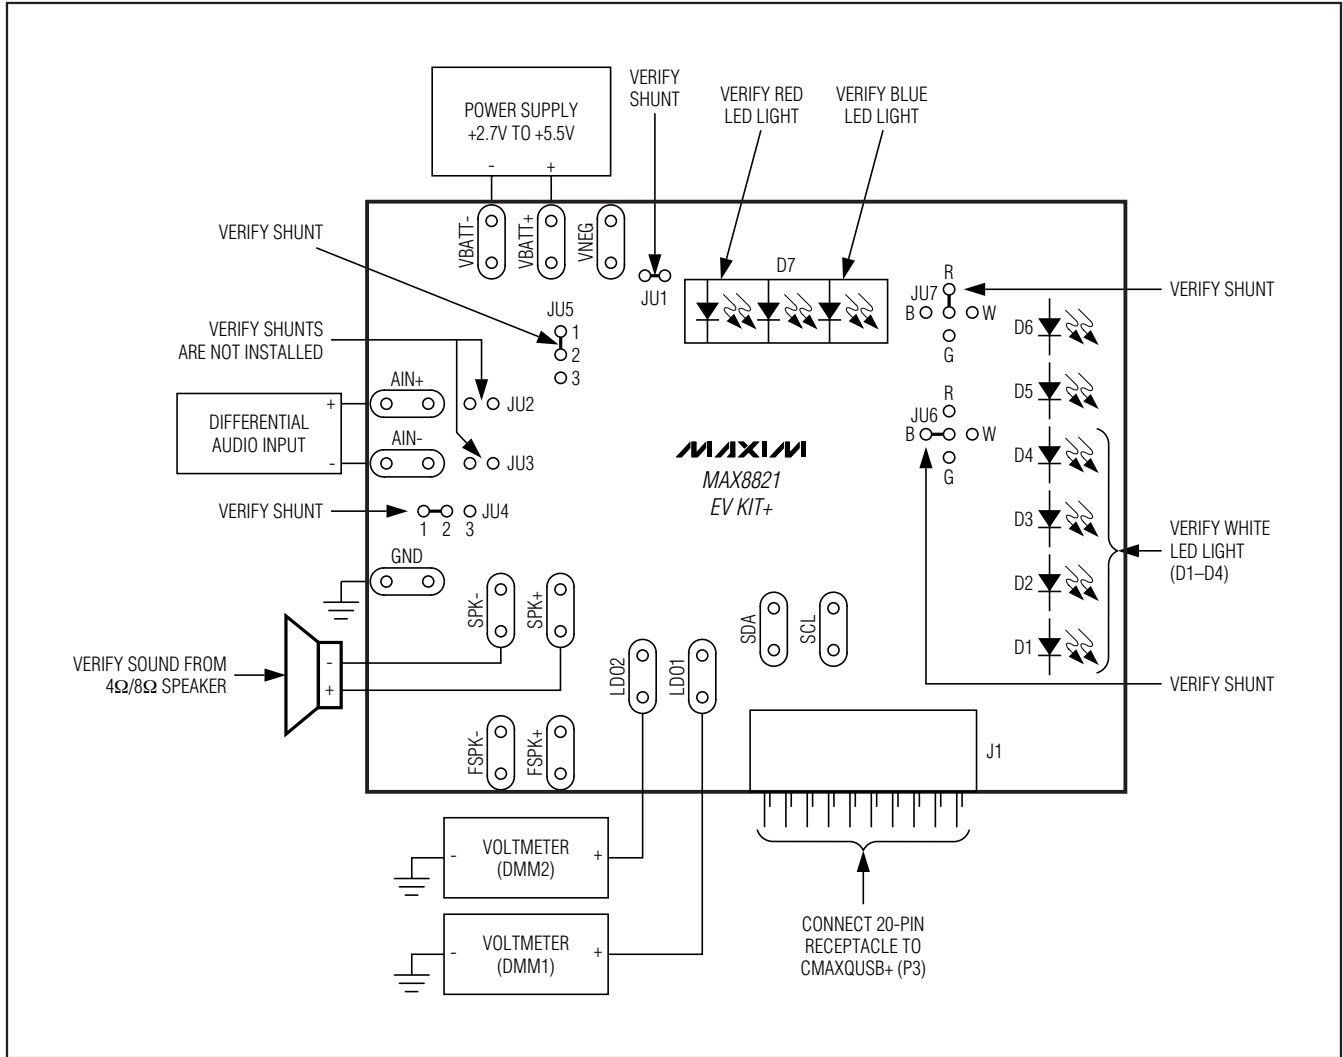 POWER SUPPLY
+2.7V TO +5.5V
-
+
VERIFY
SHUNT
VERIFY RED
LED LIGHT
VERIFY BLUE
LED LIGHT
VERIFY SHUNT
VBATT-
VBATT+
VNEG
JU1
D7
R
JU7
B
W
G
VERIFY SHUNT
D6
JU5
1
2
3
VERIFY SHUNTS
ARE NOT INSTALLED
AIN+
JU2
DIFFERENTIAL
AUDIO INPUT
+
-
AIN-
JU3
D5
R
JU6
B
W
G
D4
MAXIM
MAX8821
EV KIT+
VERIFY SHUNT
1
2
3
JU4
D3
VERIFY WHITE
LED LIGHT
(D1–D4)
GND
D2
SPK-
SPK+
SDA
SCL
D1
VERIFY SOUND FROM
4Ω/8Ω SPEAKER
-
+
LDO2
LDO1
VERIFY SHUNT
FSPK-
FSPK+
J1
VOLTMETER
(DMM2)
-
+
VOLTMETER
(DMM1)
-
+
CONNECT 20-PIN
RECEPTACLE TO
CMAXQUSB+ (P3)